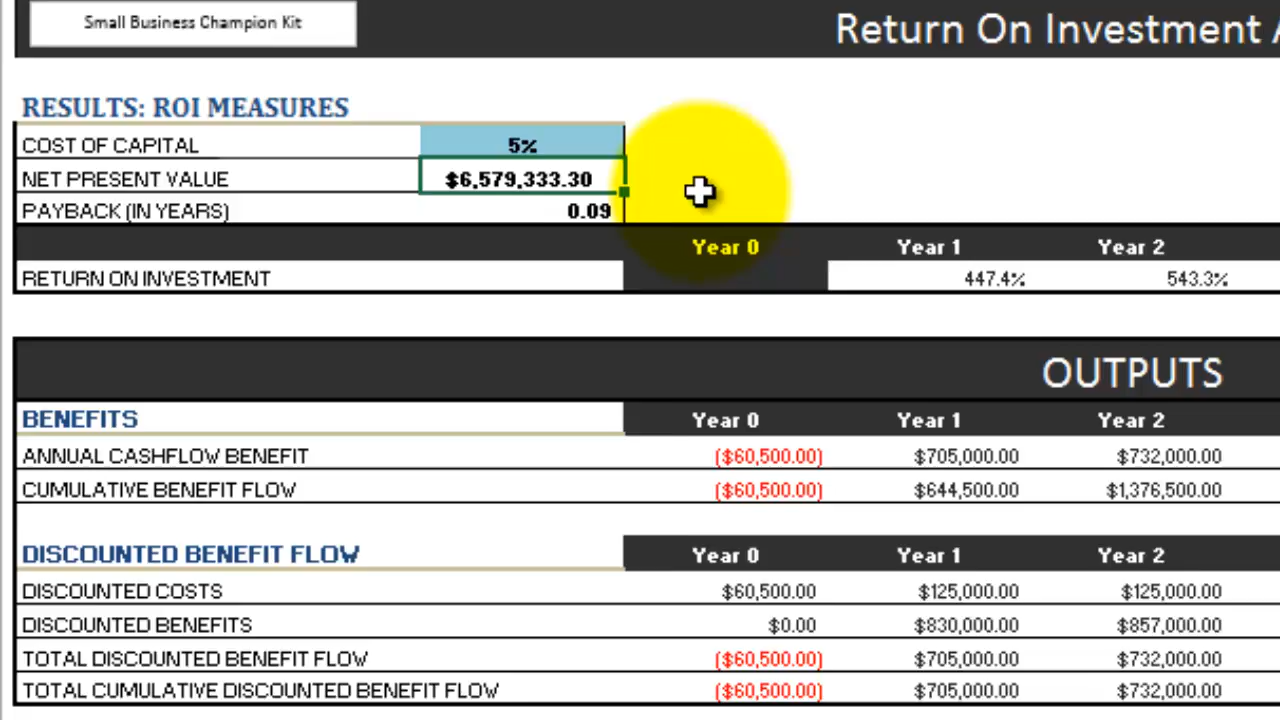 Small Business Champion Kit
Return On Investment
RESULTS: ROI MEASURES
COST OF CAPITAL 5%
NET PRESENT VALUE $6,579,333.30
PAYBACK (IN YEARS) 0.09
Year 0 Year 1 Year 2
RETURN ON INVESTMENT 447.4% 543.3%
OUTPUTS
BENEFITS Year 0 Year 1 Year 2
ANNUAL CASHFLOW BENEFIT ($60,500.00) $705,000.00 $732,000.00
CUMULATIVE BENEFIT FLOW ($60,500.00) $644,500.00 $1,376,500.00
DISCOUNTED BENEFIT FLOW Year 0 Year 1 Year 2
DISCOUNTED COSTS $60,500.00 $125,000.00 $125,000.00
DISCOUNTED BENEFITS $0.00 $830,000.00 $857,000.00
TOTAL DISCOUNTED BENEFIT FLOW ($60,500.00) $705,000.00 $732,000.00
TOTAL CUMULATIVE DISCOUNTED BENEFIT FLOW ($60,500.00) $705,000.00 $732,000.00